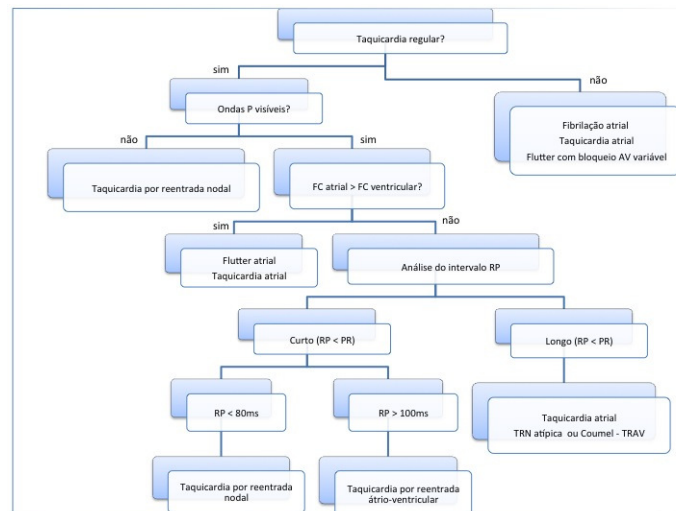 Taquicardia regular?
sim
não
Ondas P visíveis?
Fibrilação atrial
Taquicardia atrial
Flutter com bloqueio AV variável
não
sim
Taquicardia por reentrada nodal
FC atrial > FC ventricular?
sim
não
Flutter atrial
Taquicardia atrial
Análise do intervalo RP
Curto (RP < PR)
Longo (RP < PR)
RP < 80ms
RP > 100ms
Taquicardia atrial
TRN atípica ou Coumel - TRAV
Taquicardia por reentrada
nodal
Taquicardia por reentrada
átrio-ventricular